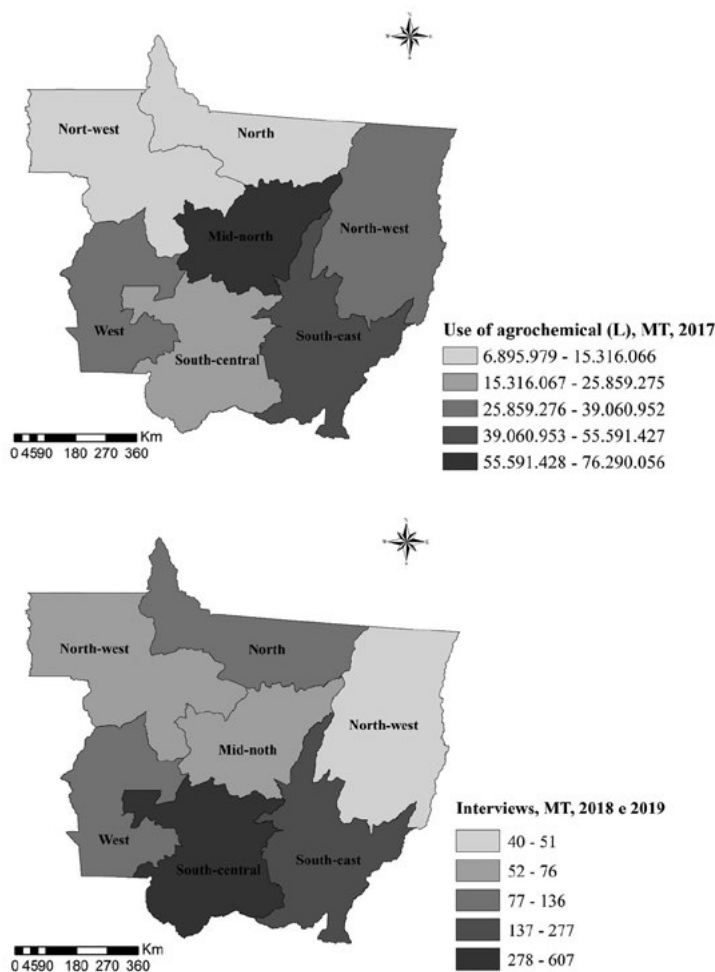 Nort-west
North
Mid-north
North-west
West
South-central
South-east
Use of agrochemical (L), MT, 2017
6.895.979 - 15.316.066
15.316.067 - 25.859.275
25.859.276 - 39.060.952
39.060.953 - 55.591.427
55.591.428 - 76.290.056
Km
0 4590 180 270 360
North-west
North
North-west
Mid-noth
West
South-central
South-east
Interviews, MT, 2018 e 2019
40 - 51
52 - 76
77 - 136
137 - 277
278 - 607
Km
0 4590 180 270 360